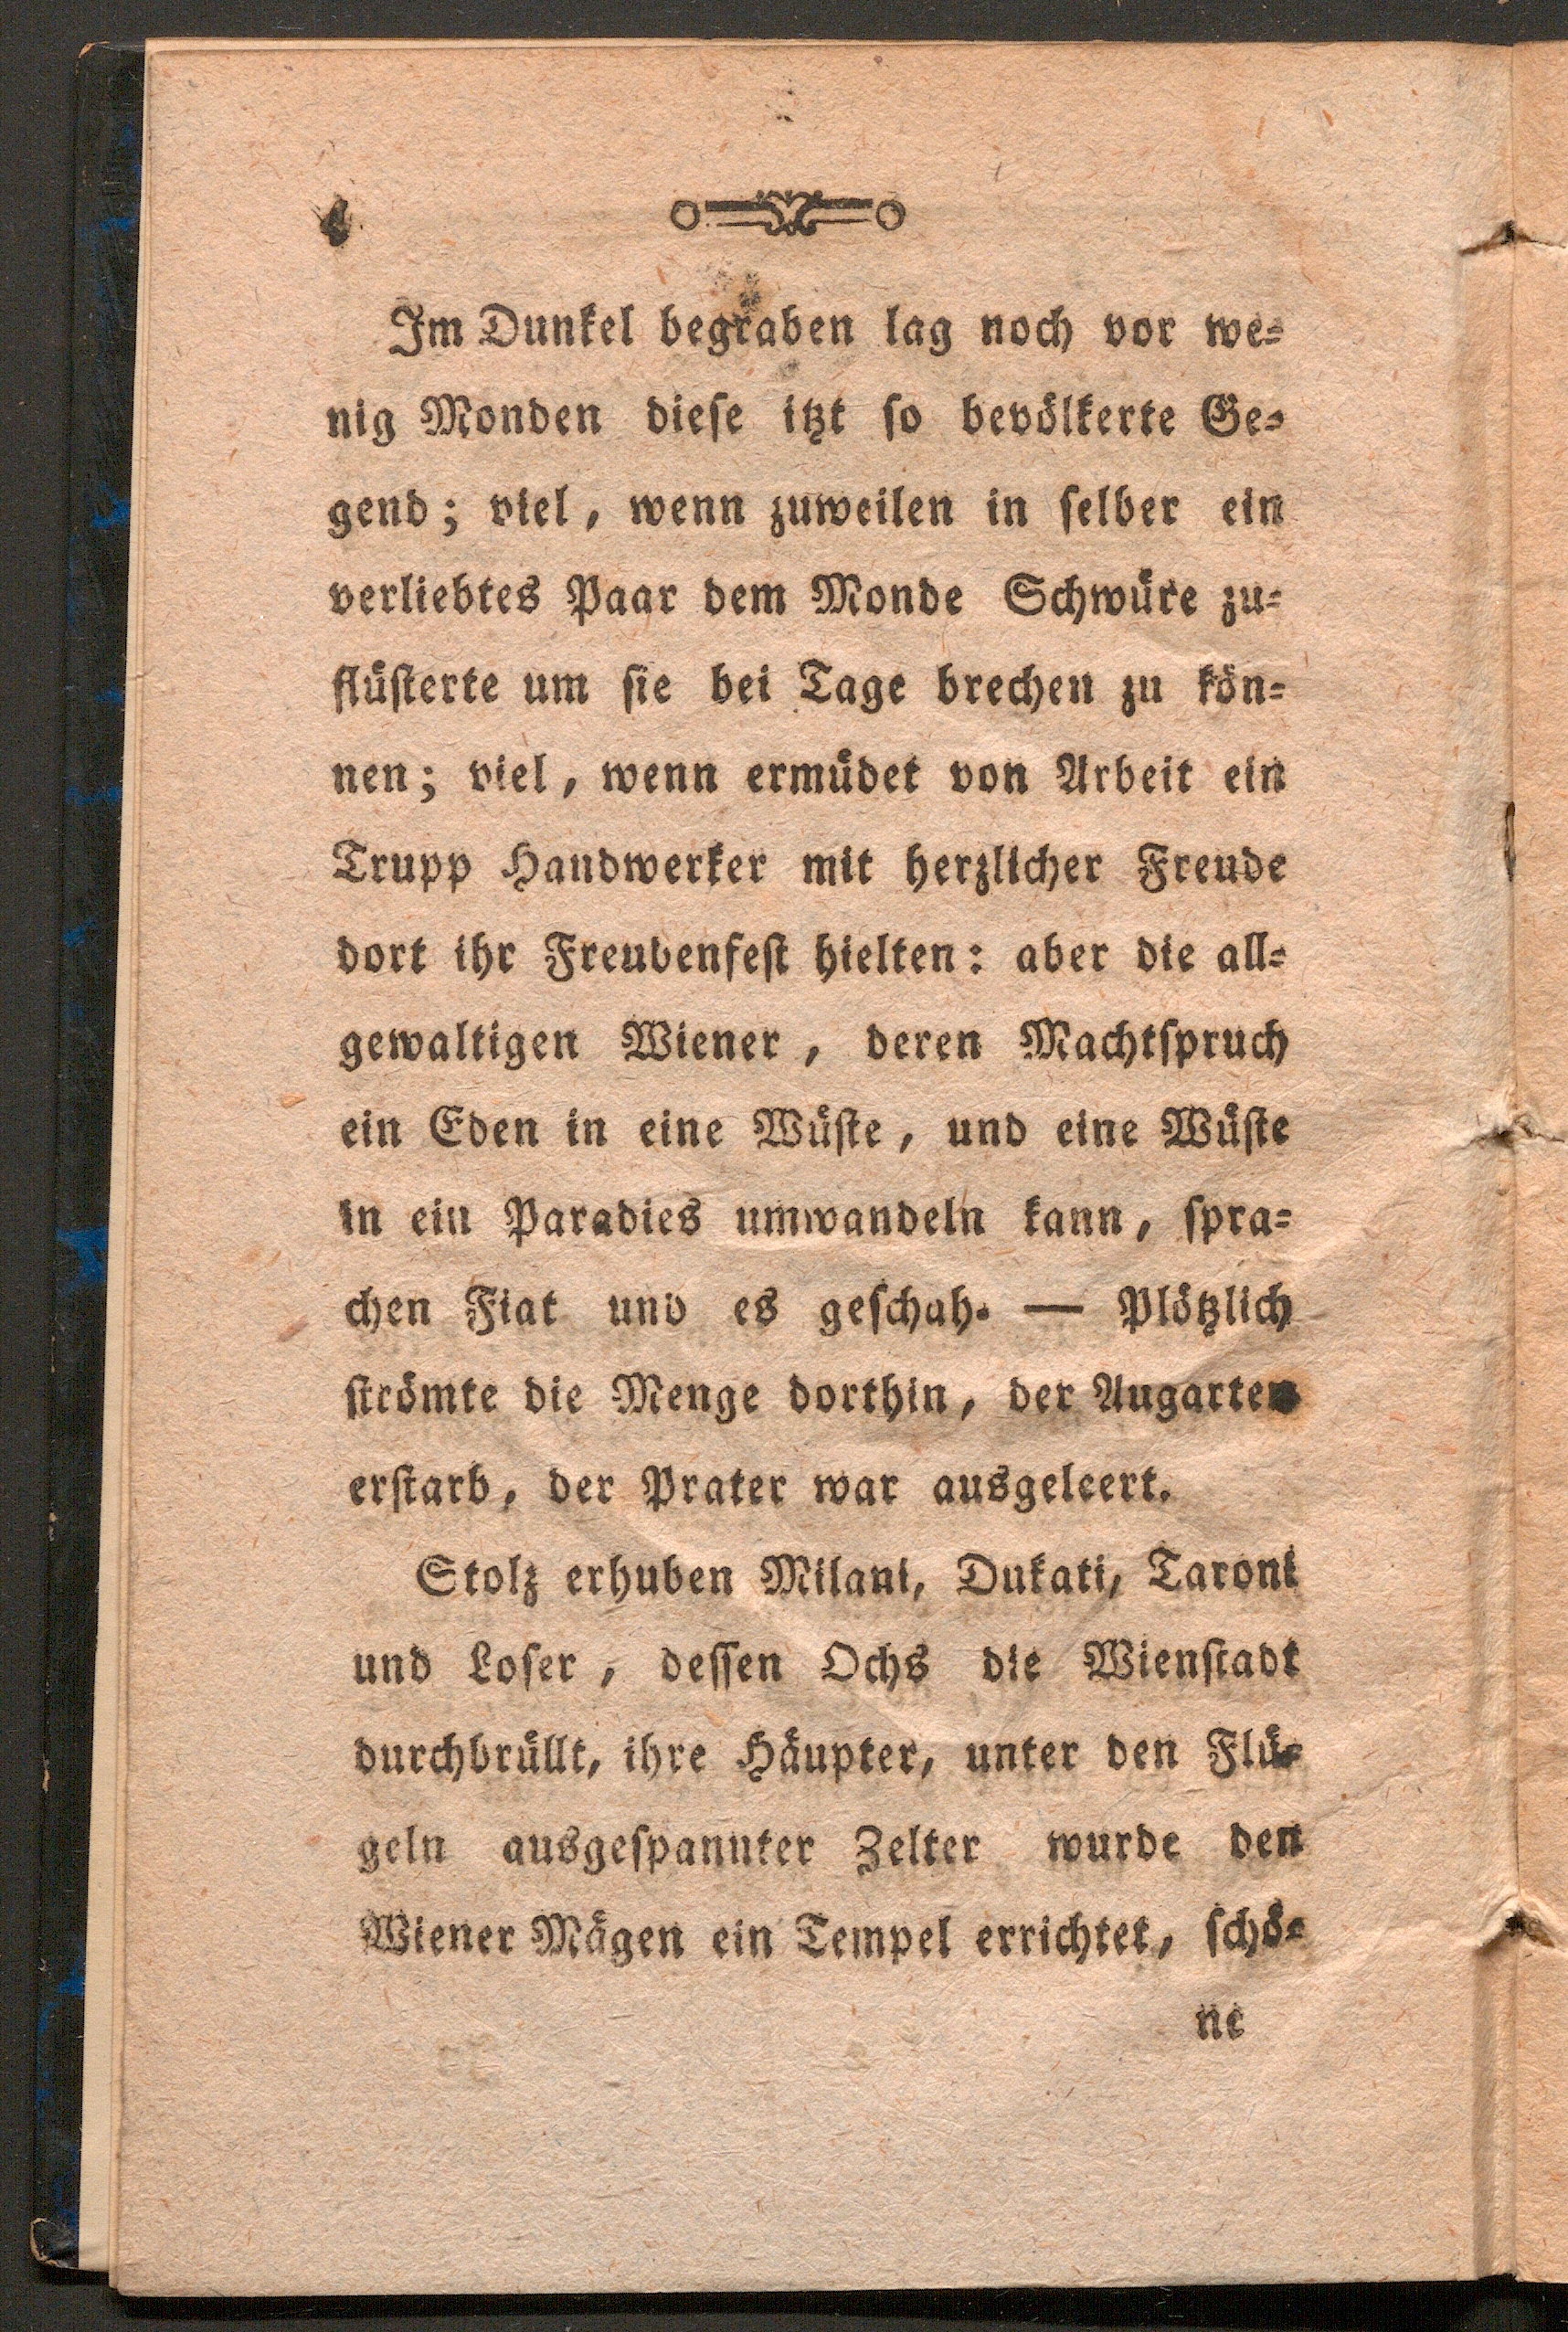 Im Dunkel begraben lag noch vor we-
nig Monden dieſe itzt ſo bevölkerte Ge-
gend; viel, wenn zuweilen in ſelber ein
verliebtes Paar dem Monde Schwüre zu-
flüſterte um ſie bei Tage brechen zu kön-
nen; viel, wenn ermüdet von Arbeit ein
Trupp Handwerker mit herzlicher Freude
dort ihr Freudenfeſt hielten: aber die all-
gewaltigen Wiener, deren Machtſpruch
ein Eden in eine Wüſte, und eine Wüſte
in ein Paradies umwandeln kann, ſpra-
chen Fiat und es geſchah. — Plötzlich
ſtrömte die Menge dorthin, der Augarten
erſtarb, der Prater war ausgeleert.
Stolz erhuben Milani, Dukati, Taroni
und Loſer, deſſen Ochs die Wienſtadt
durchbrüllt, ihre Häupter, unter den Flü-
geln ausgeſpannter Zelter wurde den
Wiener Mägen ein Tempel errichtet, ſchö-
ne